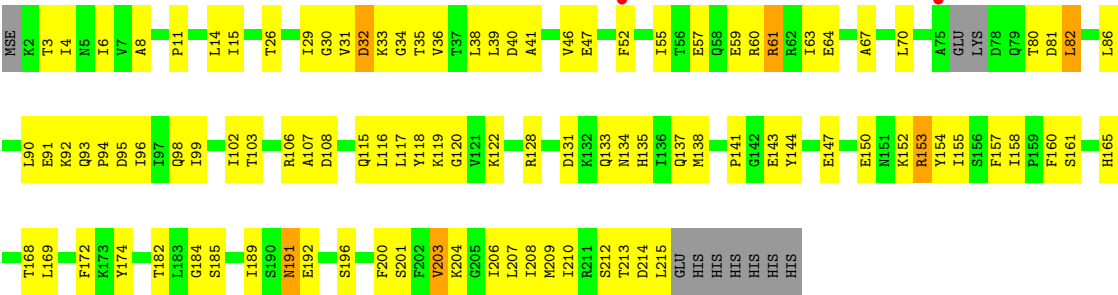 MSE K2 T3 I4 N5 I6 V7 A8 P11 L14 I15 T26 I29 G30 V31 D32 K33 G34 T35 V36 T37 L38 L39 D40 A41 V46 E47 F52 I55 T56 E57 Q58 E59 R60 R61 R62 I63 E64 A67 L70 A75 GLU LYS D78 Q79 T80 D81 L82 L86
L90 E91 K92 Q93 P94 D95 I96 I97 Q98 I99 I102 T103 R106 A107 D108 Q115 L116 L117 Y118 K119 G120 V121 K122 R128 D131 K132 Q133 N134 H135 I136 Q137 M138 P141 G142 E143 Y144 E147 E150 N151 K152 R153 Y154 I155 S156 F157 I158 P159 F160 S161 H165
T168 L169 F172 K173 Y174 T182 L183 G184 S185 I189 S190 N191 E192 S196 F200 S201 F202 V203 K204 G205 I206 L207 I208 M209 I210 R211 S212 T213 D214 L215 GLU HIS HIS HIS HIS HIS HIS